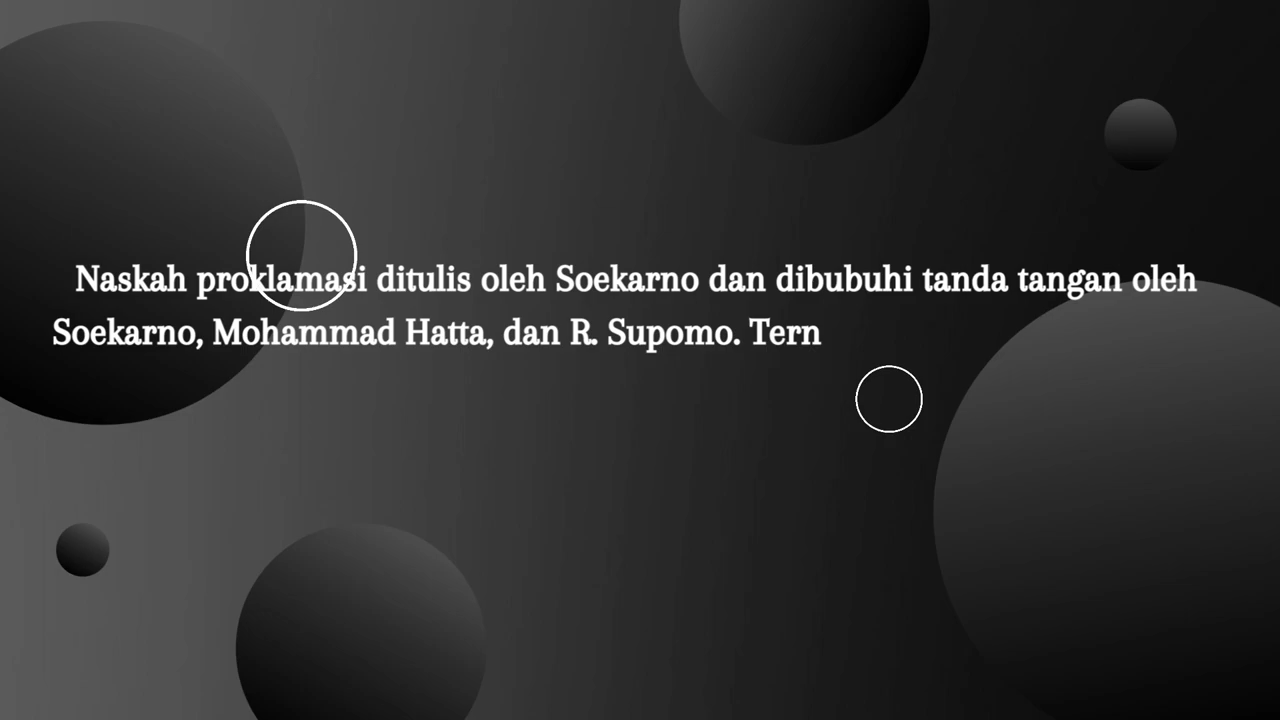 Naskah proklamasi ditulis oleh Soekarno dan dibubuhi tanda tangan oleh
Soekarno, Mohammad Hatta, dan R. Supomo. Tern